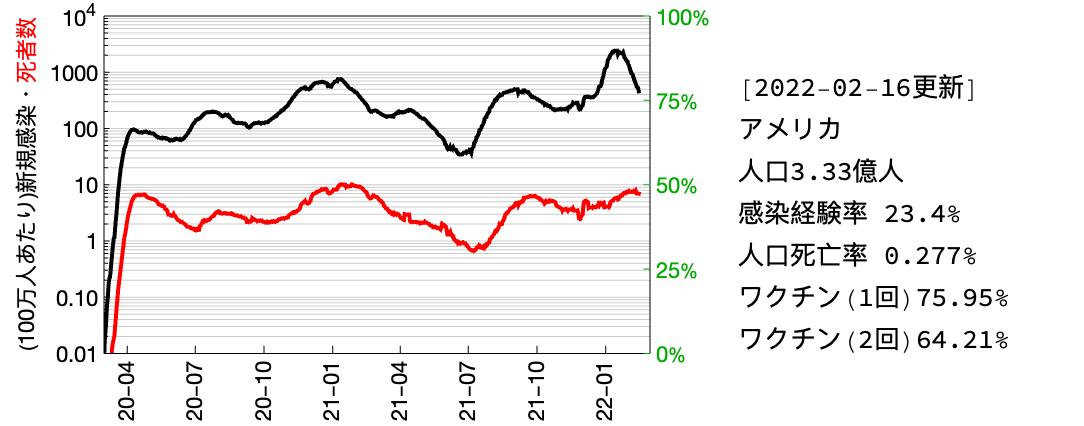 (100万人あたり)新規感染・死者数
10^4
1000
100
10
1
0.10
0.01
100%
75%
50%
25%
0%
20-04
20-07
20-10
21-01
21-04
21-07
21-10
22-01
[2022-02-16更新]
アメリカ
人口3.33億人
感染経験率 23.4%
人口死亡率 0.277%
ワクチン(1回)75.95%
ワクチン(2回)64.21%